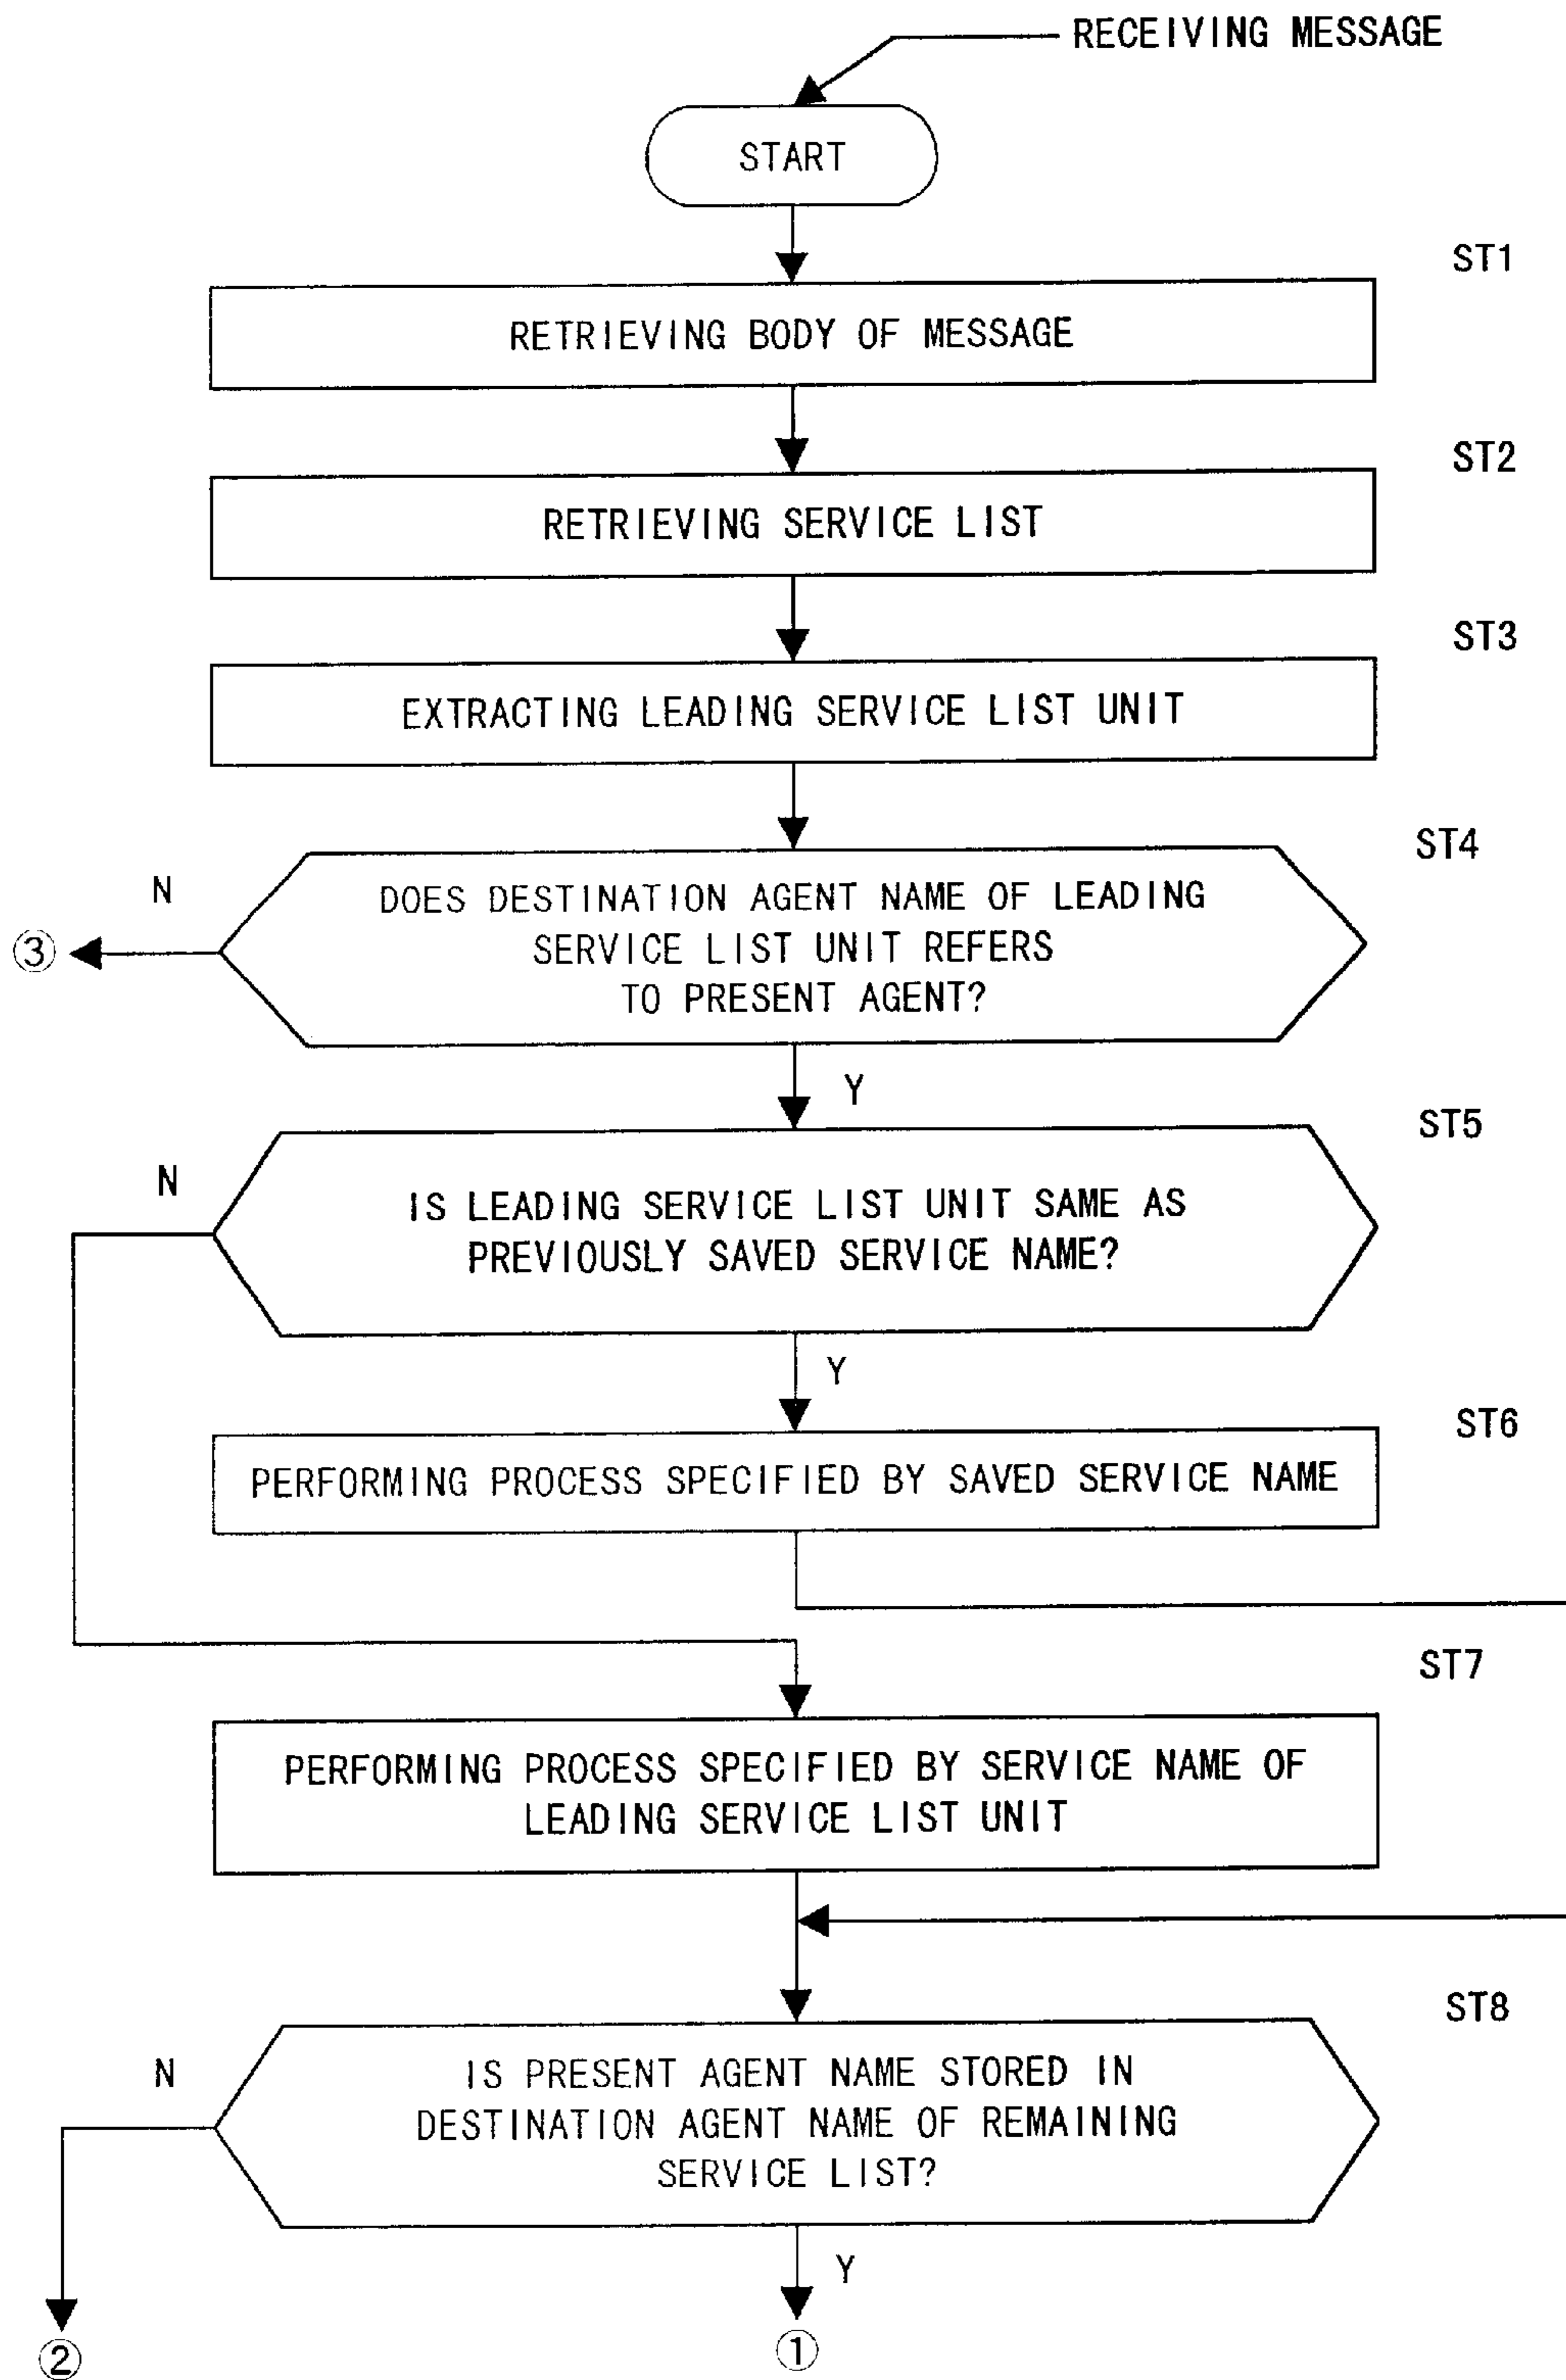 RECEIVING MESSAGE
START
ST1
RETRIEVING BODY OF MESSAGE
ST2
RETRIEVING SERVICE LIST
ST3
EXTRACTING LEADING SERVICE LIST UNIT
ST4
N
DOES DESTINATION AGENT NAME OF LEADING
SERVICE LIST UNIT REFERS
TO PRESENT AGENT?
③
Y
ST5
N
IS LEADING SERVICE LIST UNIT SAME AS
PREVIOUSLY SAVED SERVICE NAME?
Y
ST6
PERFORMING PROCESS SPECIFIED BY SAVED SERVICE NAME
ST7
PERFORMING PROCESS SPECIFIED BY SERVICE NAME OF
LEADING SERVICE LIST UNIT
ST8
N
IS PRESENT AGENT NAME STORED IN
DESTINATION AGENT NAME OF REMAINING
SERVICE LIST?
Y
②
①